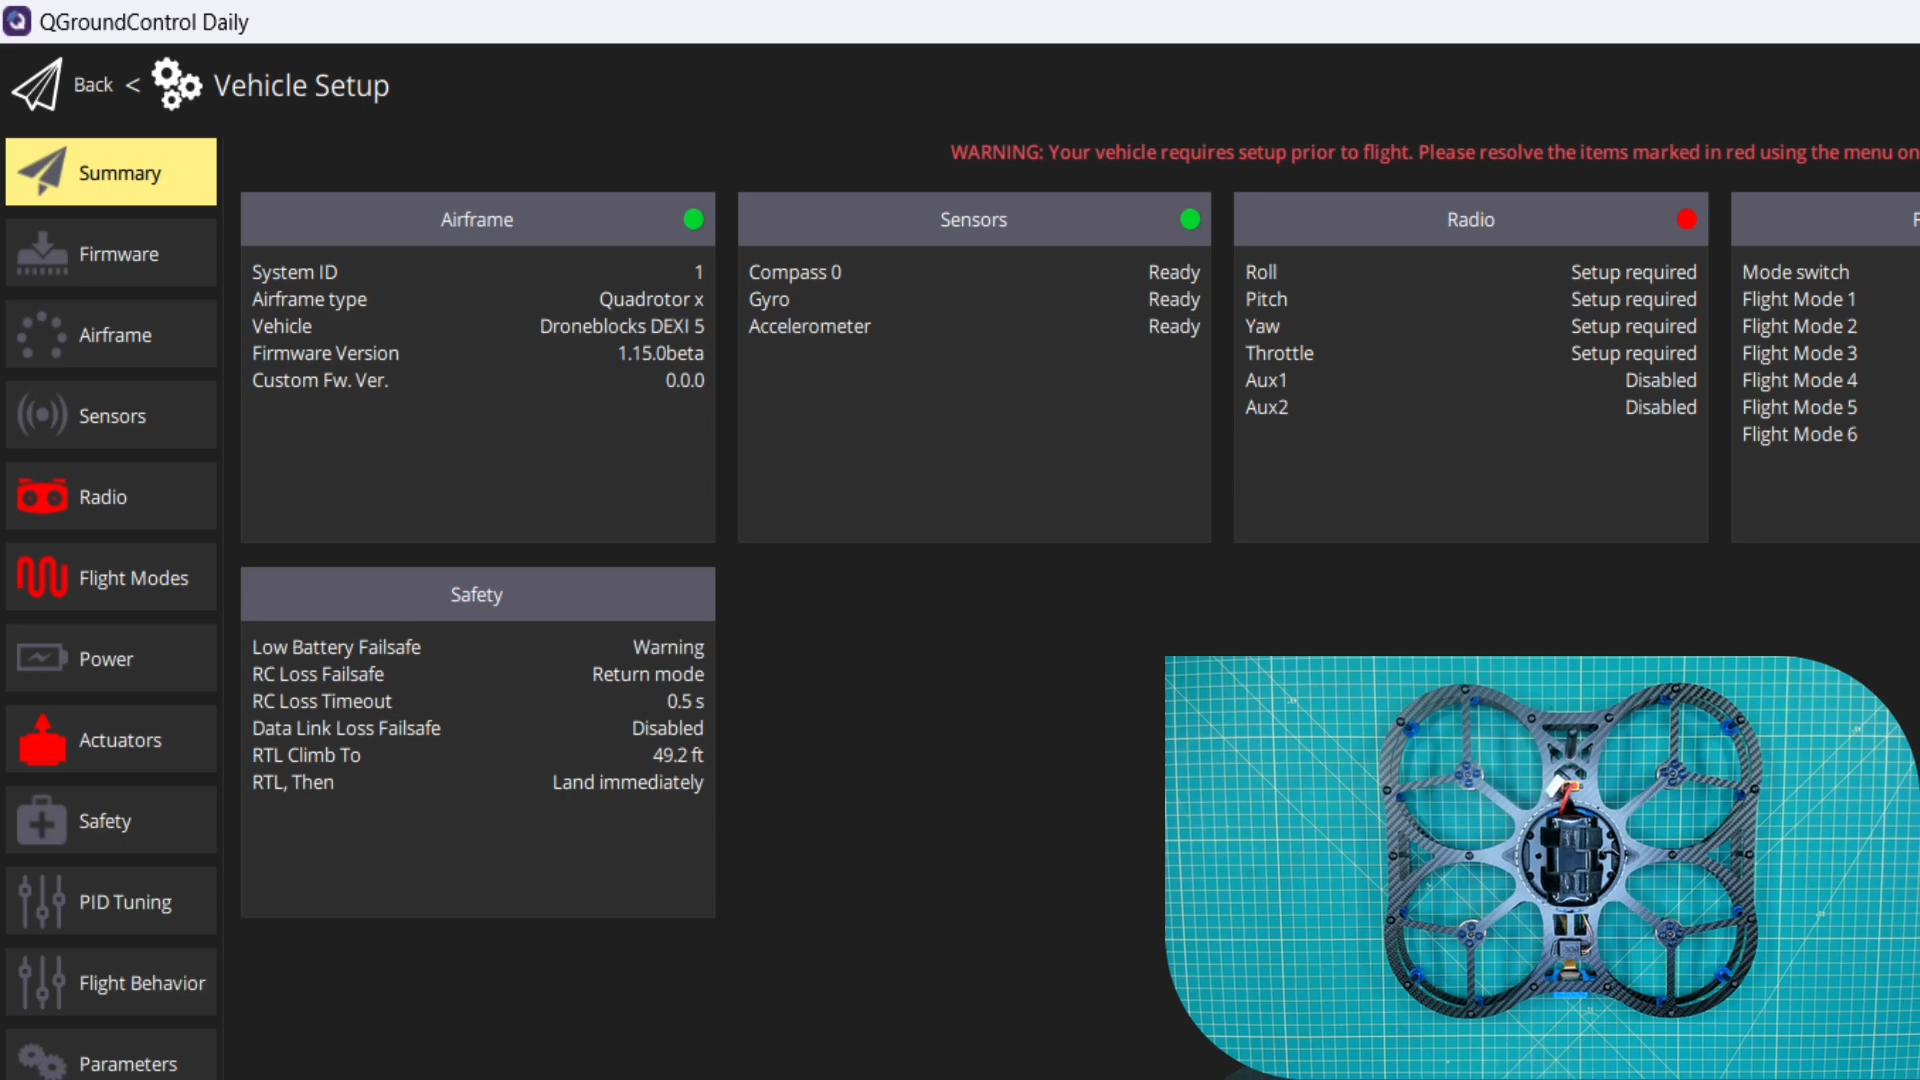 QGroundControl Daily
Back < Vehicle Setup
WARNING: Your vehicle requires setup prior to flight. Please resolve the items marked in red using the menu on
Summary
Firmware
Airframe
Sensors
Radio
Flight Modes
Power
Actuators
Safety
PID Tuning
Flight Behavior
Parameters
Airframe
System ID 1
Airframe type Quadrotor x
Vehicle Droneblocks DEXI 5
Firmware Version 1.15.0beta
Custom Fw. Ver. 0.0.0
Sensors
Compass 0 Ready
Gyro Ready
Accelerometer Ready
Radio
Roll Setup required
Pitch Setup required
Yaw Setup required
Throttle Setup required
Aux1 Disabled
Aux2 Disabled
F
Mode switch
Flight Mode 1
Flight Mode 2
Flight Mode 3
Flight Mode 4
Flight Mode 5
Flight Mode 6
Safety
Low Battery Failsafe Warning
RC Loss Failsafe Return mode
RC Loss Timeout 0.5 s
Data Link Loss Failsafe Disabled
RTL Climb To 49.2 ft
RTL, Then Land immediately